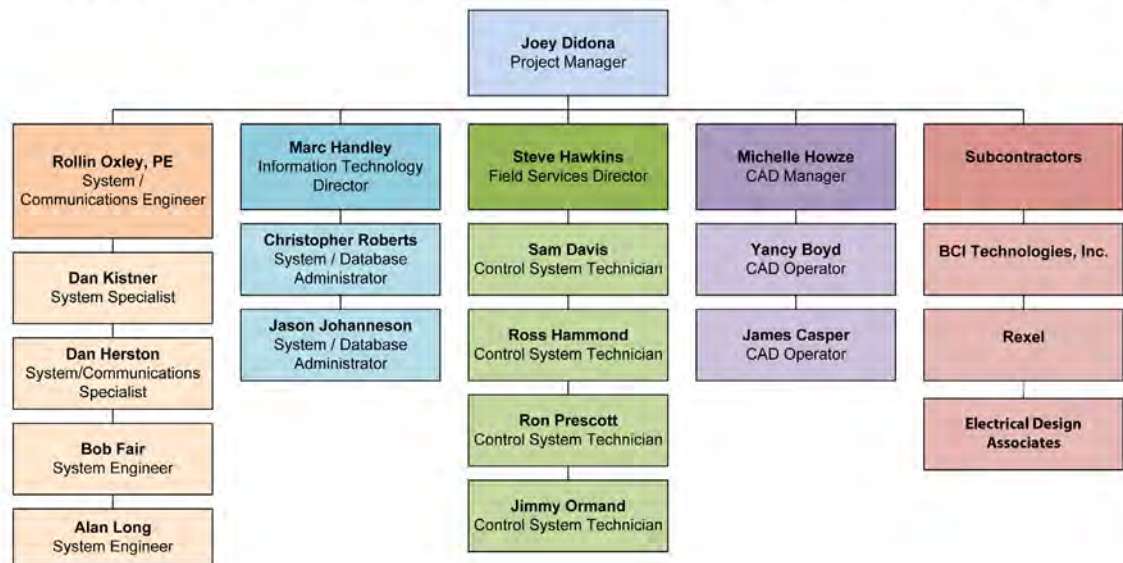 Joey Didona
Project Manager
Rollin Oxley, PE
System /
Communications Engineer
Dan Kistner
System Specialist
Dan Herston
System/Communications
Specialist
Bob Fair
System Engineer
Alan Long
System Engineer
Marc Handley
Information Technology
Director
Christopher Roberts
System / Database
Administrator
Jason Johanneson
System / Database
Administrator
Steve Hawkins
Field Services Director
Sam Davis
Control System Technician
Ross Hammond
Control System Technician
Ron Prescott
Control System Technician
Jimmy Ormand
Control System Technician
Michelle Howze
CAD Manager
Yancy Boyd
CAD Operator
James Casper
CAD Operator
Subcontractors
BCI Technologies, Inc.
Rexel
Electrical Design
Associates